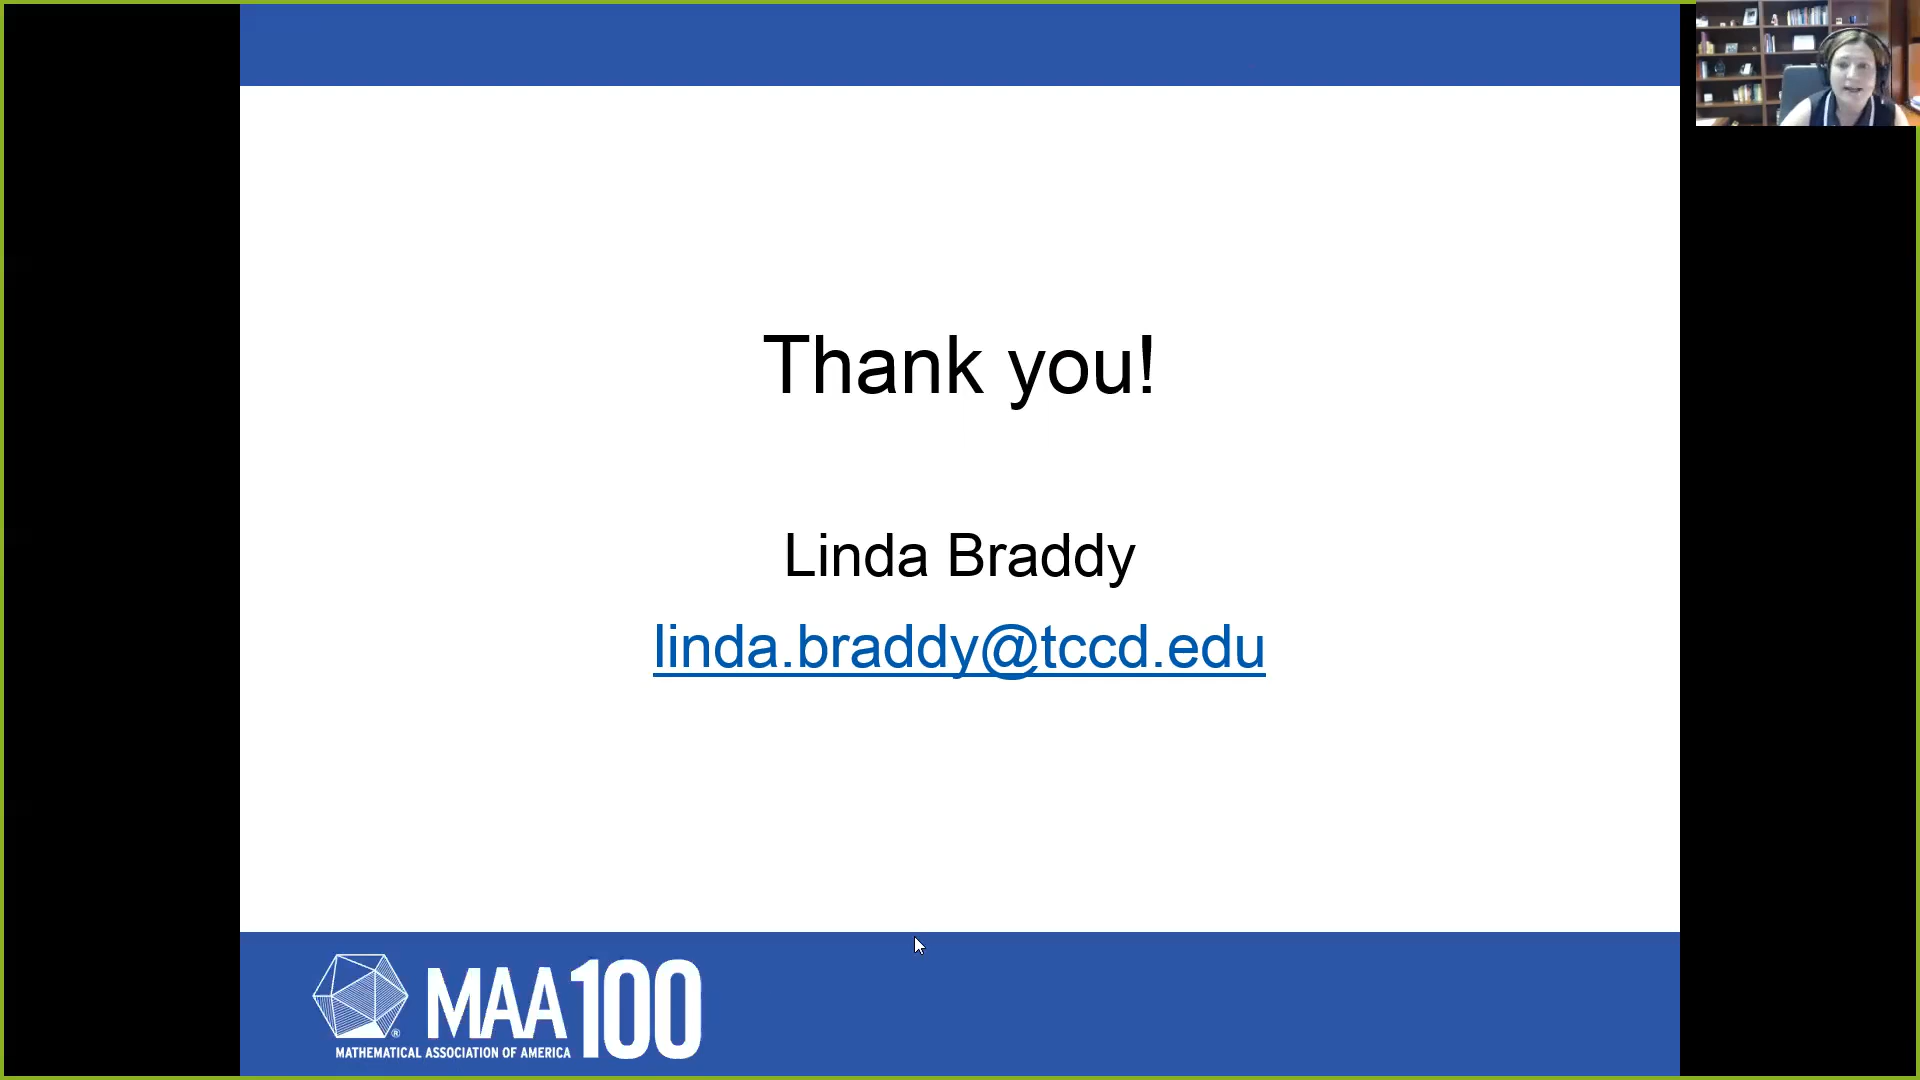 Thank you!
Linda Braddy
linda.braddy@tccd.edu
MAA100
®
MATHEMATICAL ASSOCIATION OF AMERICA